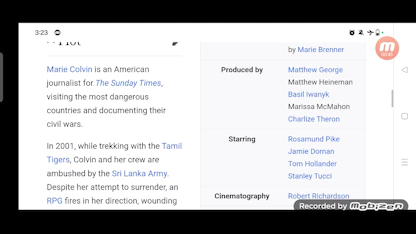 3:23
Plot
Marie Colvin is an American
journalist for The Sunday Times,
visiting the most dangerous
countries and documenting their
civil wars.
In 2001, while trekking with the Tamil
Tigers, Colvin and her crew are
ambushed by the Sri Lanka Army.
Despite her attempt to surrender, an
RPG fires in her direction, wounding
by Marie Brenner
Produced by Matthew George
Matthew Heineman
Basil Iwanyk
Marissa McMahon
Charlize Theron
Starring Rosamund Pike
Jamie Dornan
Tom Hollander
Stanley Tucci
Cinematography Robert Richardson
Recorded by Mobizen